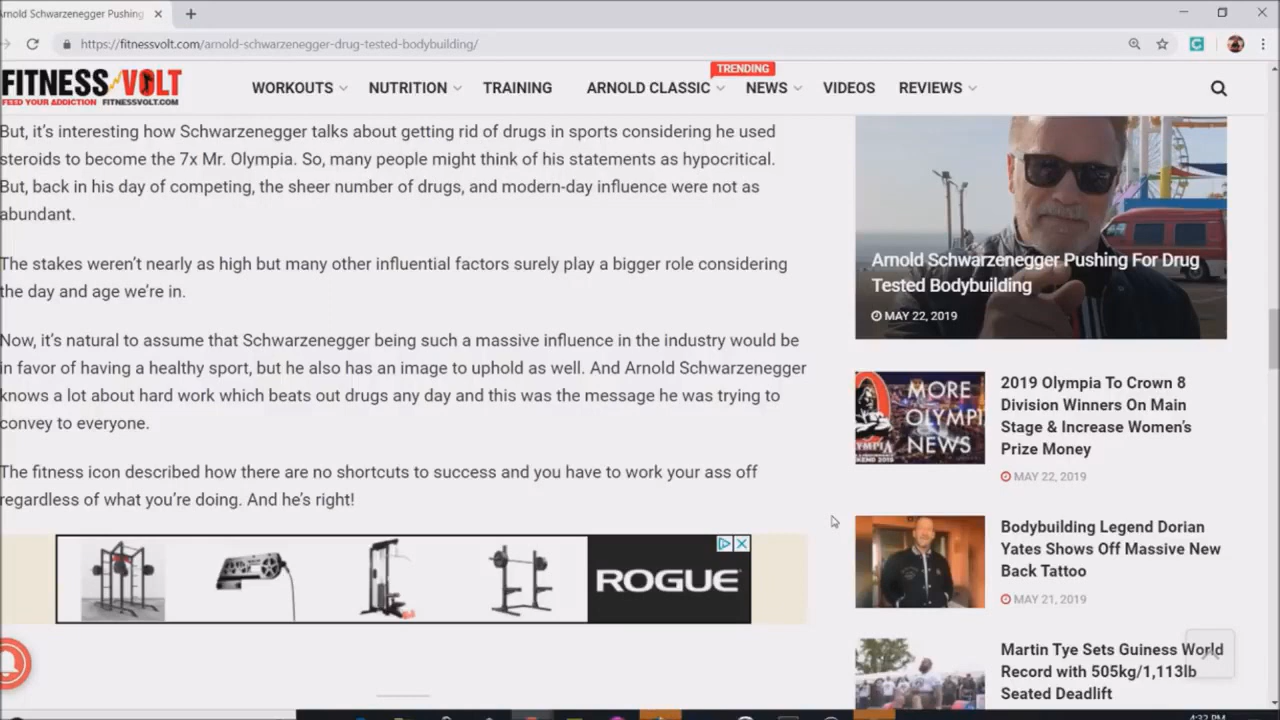 Arnold Schwarzenegger Pushing
https://fitnessvolt.com/arnold-schwarzenegger-drug-tested-bodybuilding/
FITNESS VOLT
FEED YOUR ADDICTION FITNESSVOLT.COM
TRENDING
WORKOUTS NUTRITION TRAINING ARNOLD CLASSIC NEWS VIDEOS REVIEWS
But, it's interesting how Schwarzenegger talks about getting rid of drugs in sports considering he used
steroids to become the 7x Mr. Olympia. So, many people might think of his statements as hypocritical.
But, back in his day of competing, the sheer number of drugs, and modern-day influence were not as
abundant.
The stakes weren't nearly as high but many other influential factors surely play a bigger role considering
the day and age we're in.
Now, it's natural to assume that Schwarzenegger being such a massive influence in the industry would be
in favor of having a healthy sport, but he also has an image to uphold as well. And Arnold Schwarzenegger
knows a lot about hard work which beats out drugs any day and this was the message he was trying to
convey to everyone.
The fitness icon described how there are no shortcuts to success and you have to work your ass off
regardless of what you're doing. And he's right!
ROGUE
Arnold Schwarzenegger Pushing For Drug
Tested Bodybuilding
MAY 22, 2019
MORE
OLYMPI
NEWS
2019 Olympia To Crown 8
Division Winners On Main
Stage & Increase Women's
Prize Money
MAY 22, 2019
Bodybuilding Legend Dorian
Yates Shows Off Massive New
Back Tattoo
MAY 21, 2019
Martin Tye Sets Guiness World
Record with 505kg/1,113lb
Seated Deadlift
4:32 PM